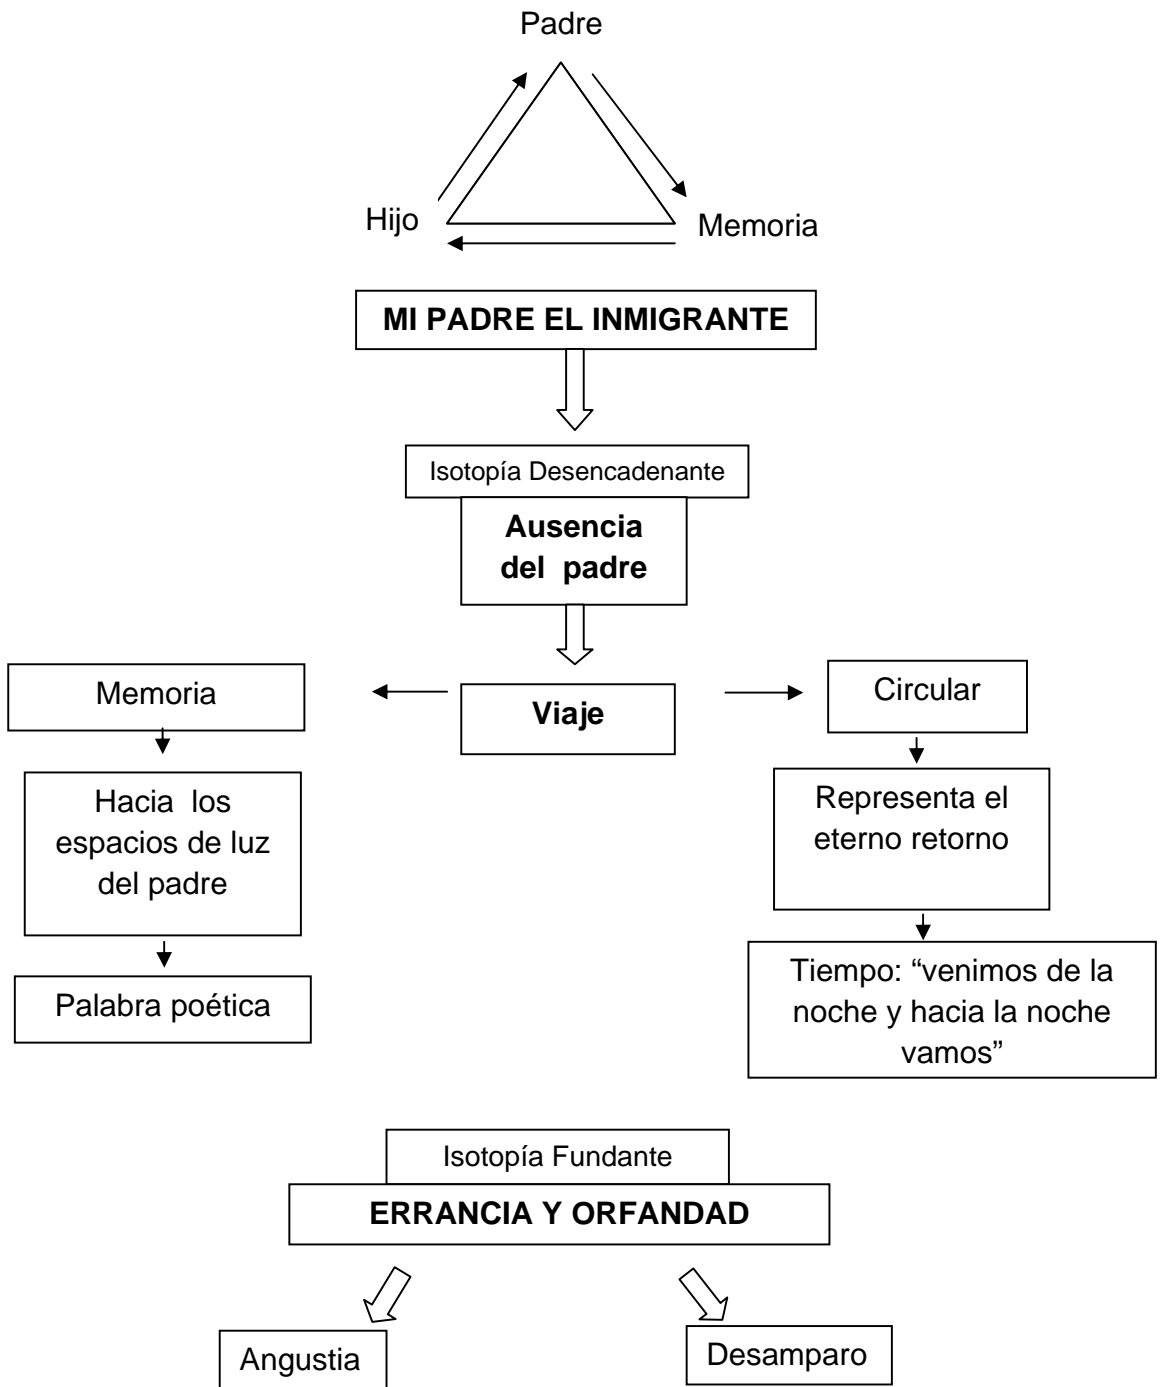 Padre
Hijo
Memoria
MI PADRE EL INMIGRANTE
Isotopía Desencadenante
Ausencia
del padre
Memoria
Viaje
Circular
Hacia los
espacios de luz
del padre
Representa el
eterno retorno
Palabra poética
Tiempo: “venimos de la
noche y hacia la noche
vamos”
Isotopía Fundante
ERRANCIA Y ORFANDAD
Angustia
Desamparo